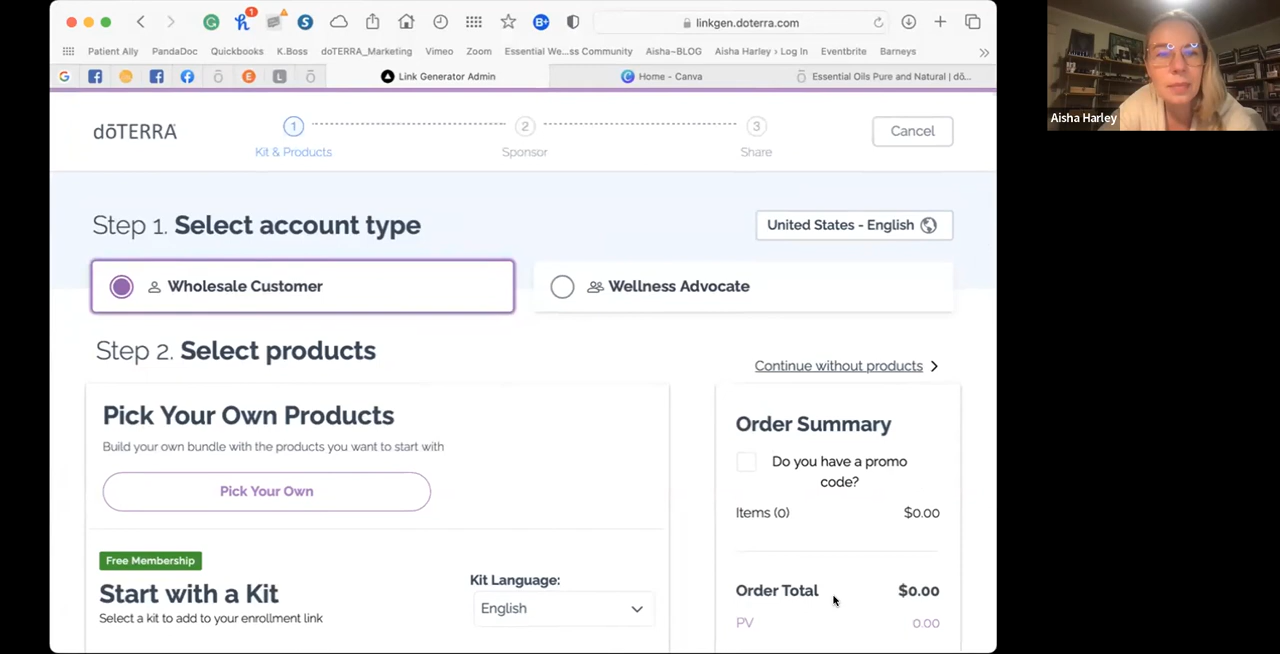 1
linkgen.doterra.com
Patient Ally PandaDoc Quickbooks K.Boss doTERRA_Marketing Vimeo Zoom Essential We...ss Community Aisha~BLOG Aisha Harley > Log In Eventbrite Barneys
Link Generator Admin
Home - Canva
Essential Oils Pure and Natural | dō...
dōTERRA
1 2 3
Kit & Products Sponsor Share
Cancel
Step 1. Select account type
United States - English
Wholesale Customer
Wellness Advocate
Step 2. Select products
Continue without products
Pick Your Own Products
Build your own bundle with the products you want to start with
Pick Your Own
Free Membership
Start with a Kit
Select a kit to add to your enrollment link
Kit Language:
English
Order Summary
Do you have a promo
code?
Items (0) $0.00
Order Total $0.00
PV 0.00
Aisha Harley